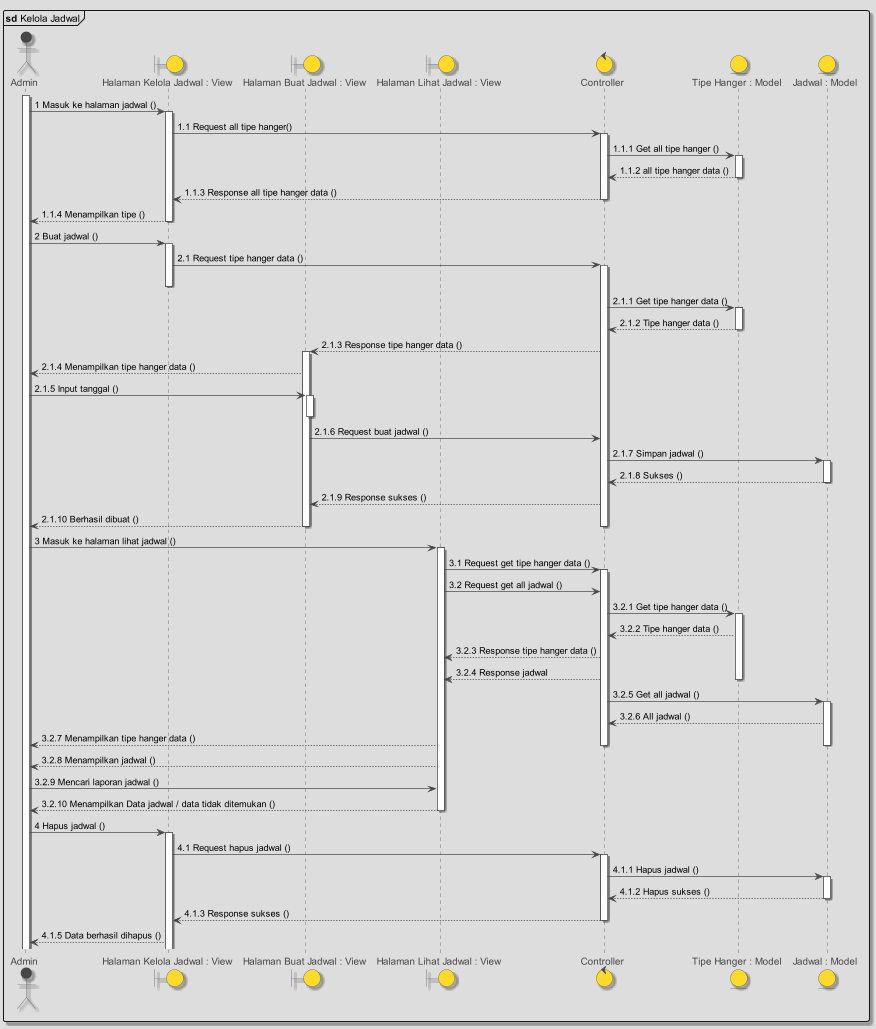 sd Kelola Jadwal
Admin
Halaman Kelola Jadwal : View
Halaman Buat Jadwal : View
Halaman Lihat Jadwal : View
Controller
Tipe Hanger : Model
Jadwal : Model
1 Masuk ke halaman jadwal ()
1.1 Request all tipe hanger()
1.1.1 Get all tipe hanger ()
1.1.2 all tipe hanger data ()
1.1.3 Response all tipe hanger data ()
1.1.4 Menampilkan tipe ()
2 Buat jadwal ()
2.1 Request tipe hanger data ()
2.1.1 Get tipe hanger data ()
2.1.2 Tipe hanger data ()
2.1.3 Response tipe hanger data ()
2.1.4 Menampilkan tipe hanger data ()
2.1.5 Input tanggal ()
2.1.6 Request buat jadwal ()
2.1.7 Simpan jadwal ()
2.1.8 Sukses ()
2.1.9 Response sukses ()
2.1.10 Berhasil dibuat ()
3 Masuk ke halaman lihat jadwal ()
3.1 Request get tipe hanger data ()
3.2 Request get all jadwal ()
3.2.1 Get tipe hanger data ()
3.2.2 Tipe hanger data ()
3.2.3 Response tipe hanger data ()
3.2.4 Response jadwal
3.2.5 Get all jadwal ()
3.2.6 All jadwal ()
3.2.7 Menampilkan tipe hanger data ()
3.2.8 Menampilkan jadwal ()
3.2.9 Mencari laporan jadwal ()
3.2.10 Menampilkan Data jadwal / data tidak ditemukan ()
4 Hapus jadwal ()
4.1 Request hapus jadwal ()
4.1.1 Hapus jadwal ()
4.1.2 Hapus sukses ()
4.1.3 Response sukses ()
4.1.5 Data berhasil dihapus ()
Admin
Halaman Kelola Jadwal : View
Halaman Buat Jadwal : View
Halaman Lihat Jadwal : View
Controller
Tipe Hanger : Model
Jadwal : Model